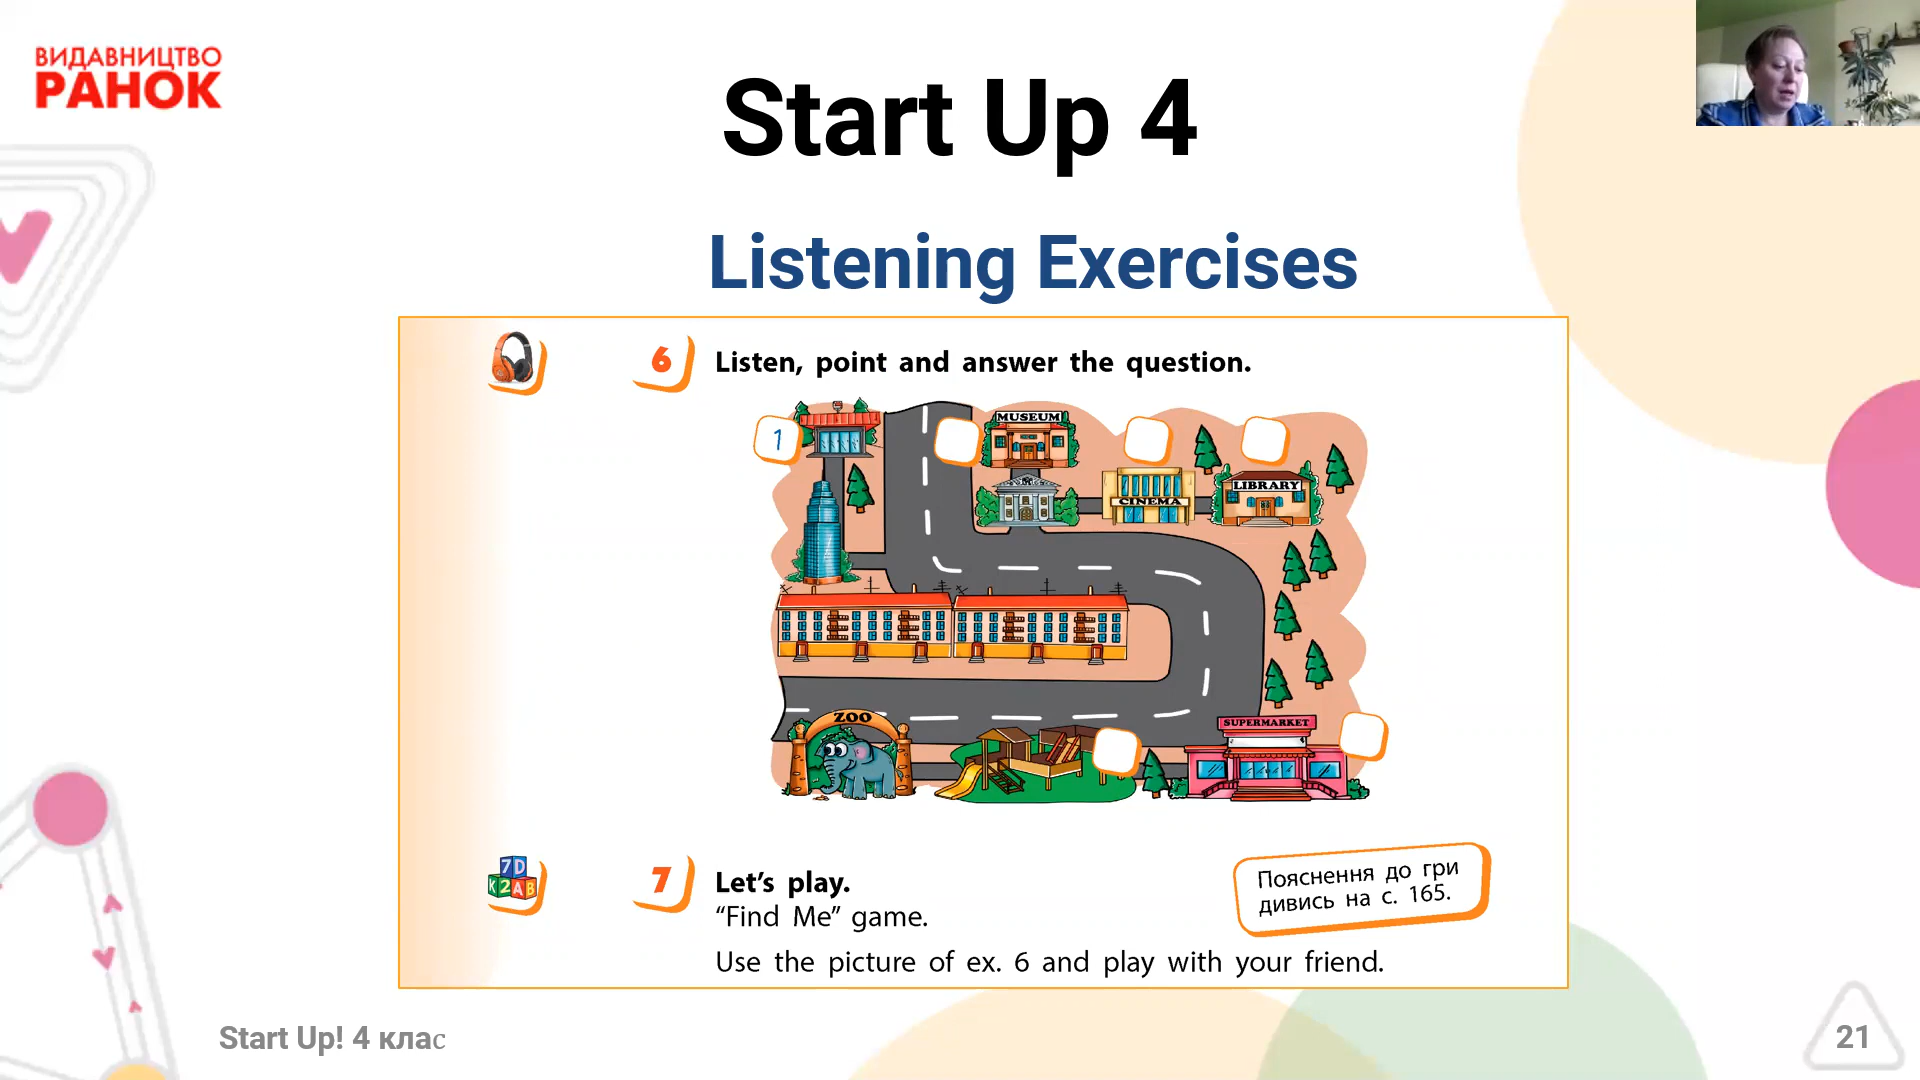 ВИДАВНИЦТВО
РАНОК
Start Up 4
Listening Exercises
6 Listen, point and answer the question.
1
MUSEUM
CINEMA
LIBRARY
ZOO
SUPERMARKET
7D
K2AB
7 Let's play.
“Find Me” game.
Use the picture of ex. 6 and play with your friend.
Пояснення до гри
дивись на с. 165.
Start Up! 4 клас
21